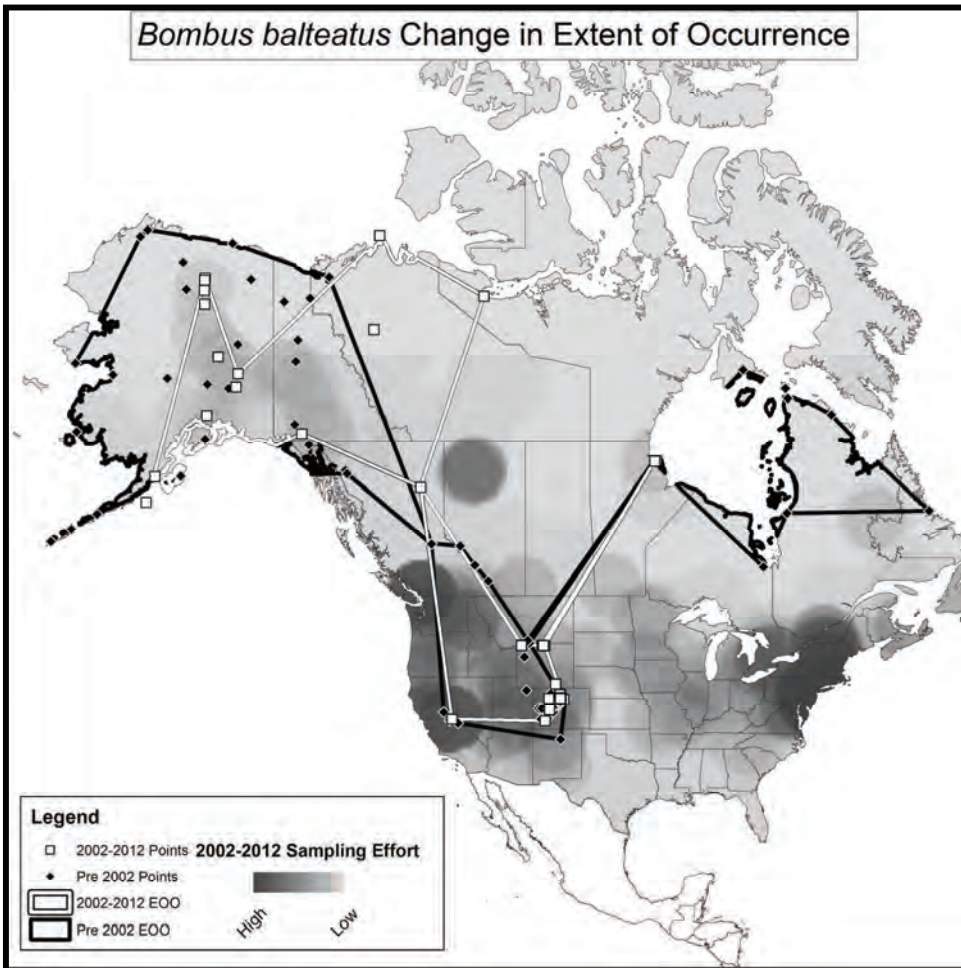 Bombus balteatus Change in Extent of Occurrence
Legend
2002-2012 Points
Pre 2002 Points
2002-2012 EOO
Pre 2002 EOO
2002-2012 Sampling Effort
High
Low